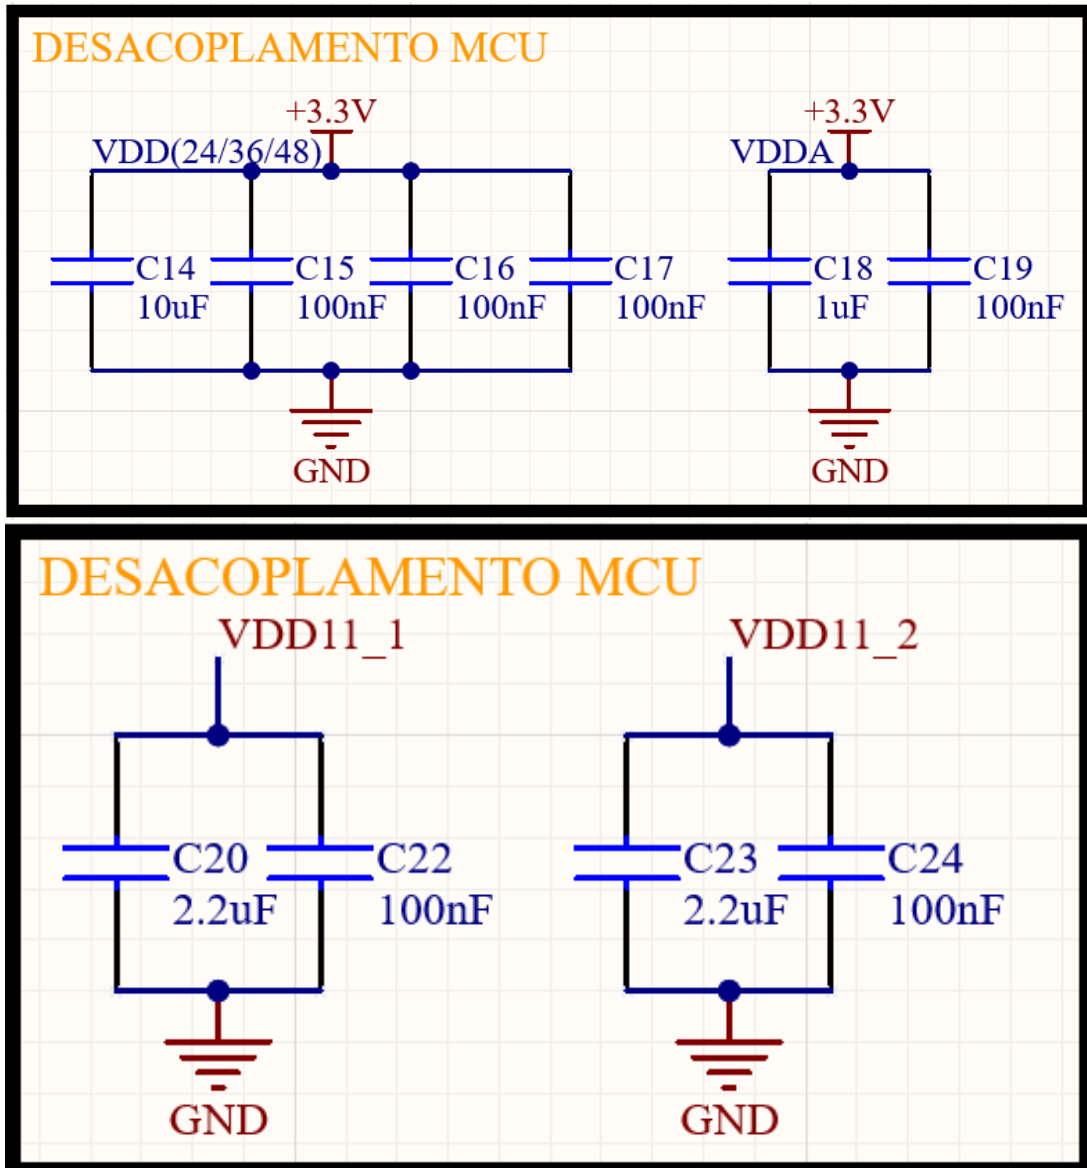 DESACOPLAMENTO MCU
+3.3V
+3.3V
VDD(24/36/48)
VDDA
C14
10uF
C15
100nF
C16
100nF
C17
100nF
C18
1uF
C19
100nF
GND
GND
DESACOPLAMENTO MCU
VDD11_1
VDD11_2
C20
2.2uF
C22
100nF
C23
2.2uF
C24
100nF
GND
GND